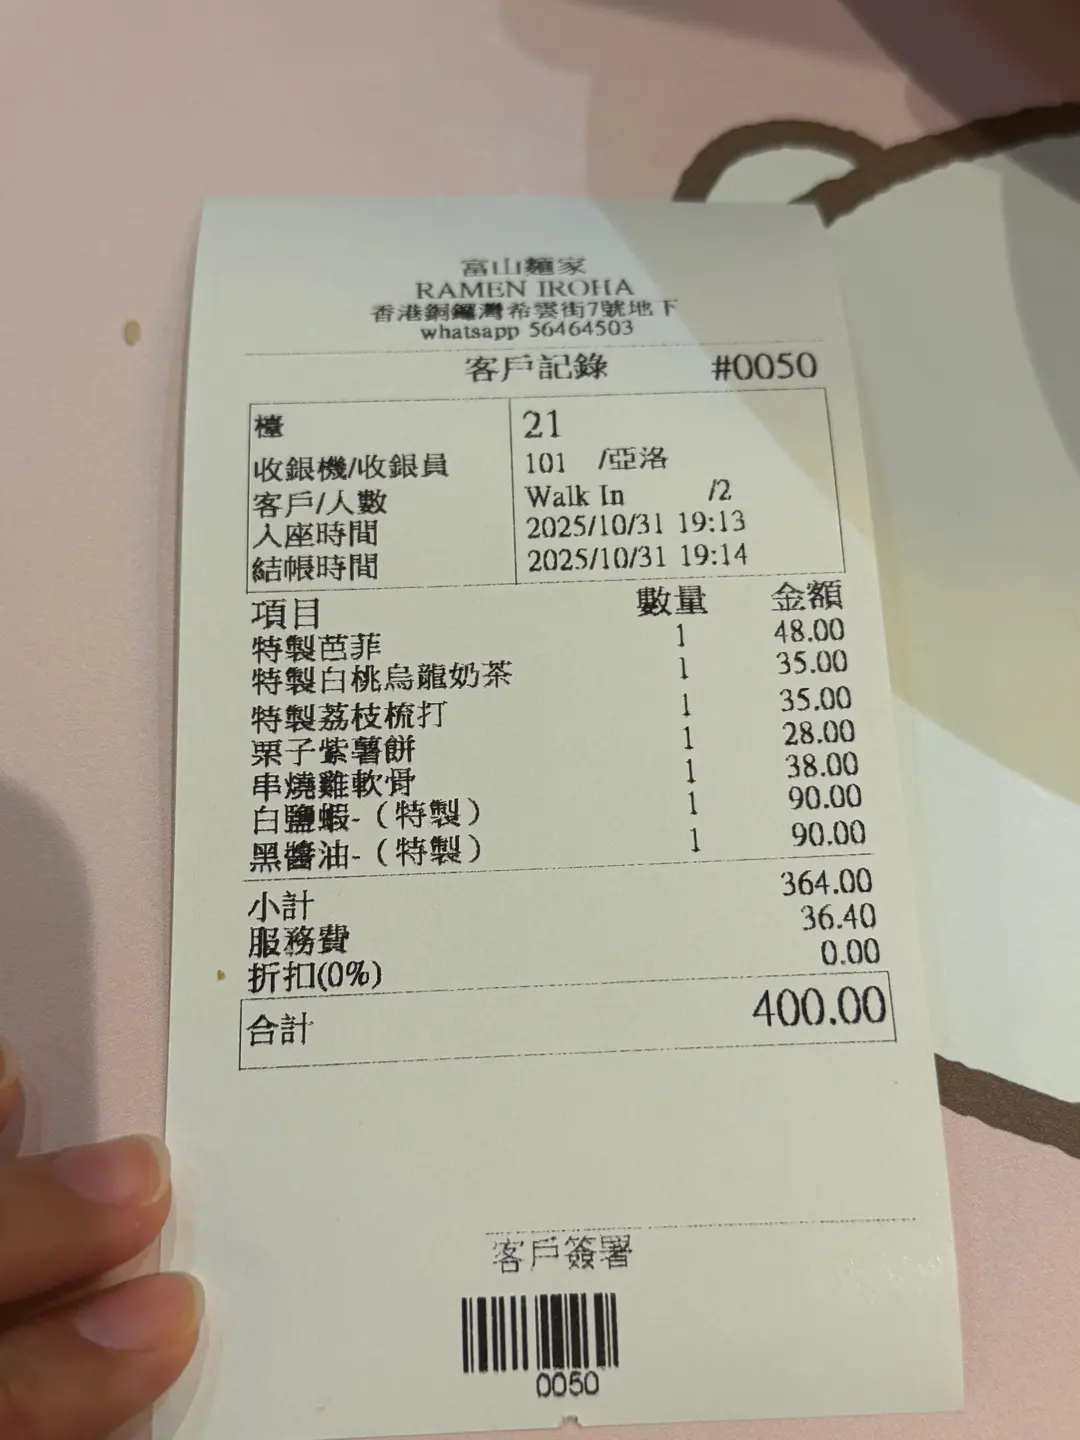 富山麵家
RAMEN IROHA
香港銅鑼灣希雲街7號地下
whatsapp 56464503
客戶記錄 #0050
檯 21
收銀機/收銀員 101 /亞洛
客戶/人數 Walk In /2
入座時間 2025/10/31 19:13
結帳時間 2025/10/31 19:14
項目 數量 金額
特製芭菲 1 48.00
特製白桃烏龍奶茶 1 35.00
特製荔枝梳打 1 35.00
栗子紫薯餅 1 28.00
串燒雞軟骨 1 38.00
白鹽蝦-（特製） 1 90.00
黑醬油-（特製） 1 90.00
小計 364.00
服務費 36.40
折扣(0%) 0.00
合計 400.00
客戶簽署
0050